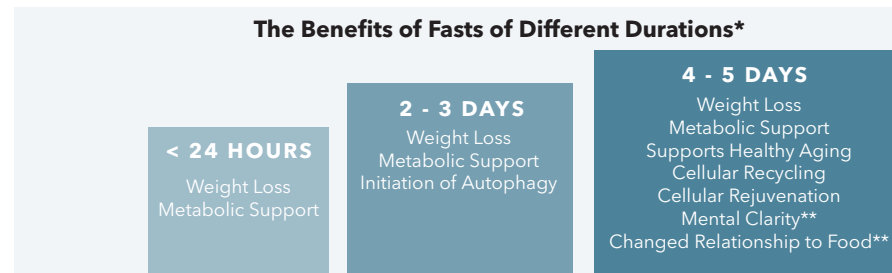 The Benefits of Fasts of Different Durations*
< 24 HOURS
Weight Loss
Metabolic Support
2 - 3 DAYS
Weight Loss
Metabolic Support
Initiation of Autophagy
4 - 5 DAYS
Weight Loss
Metabolic Support
Supports Healthy Aging
Cellular Recycling
Cellular Rejuvenation
Mental Clarity**
Changed Relationship to Food**